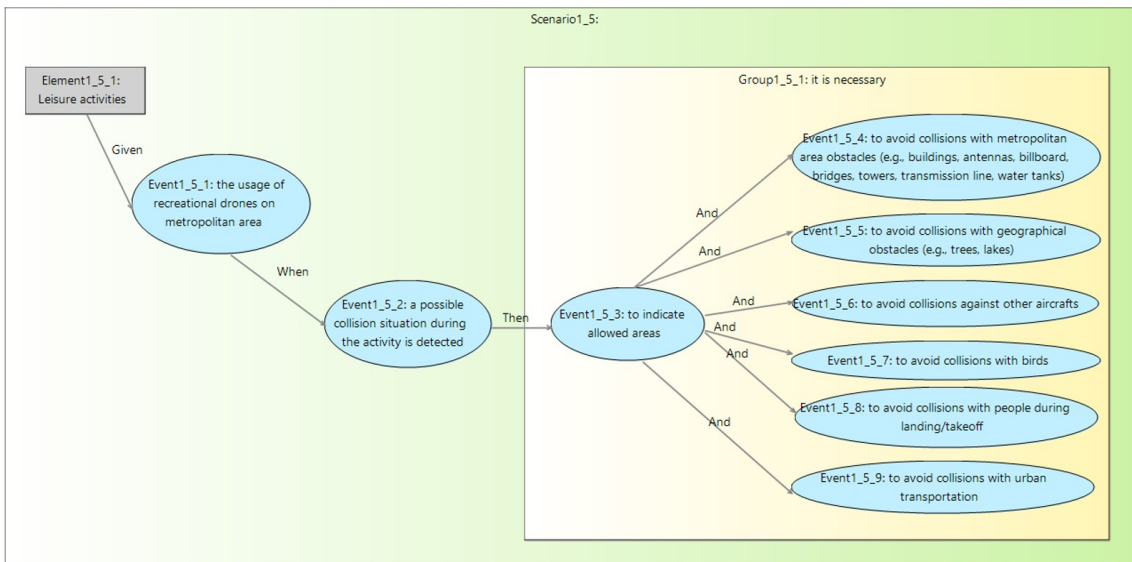 Scenario1_5:
Element1_5_1:
Leisure activities
Given
Event1_5_1: the usage of
recreational drones on
metropolitan area
When
Event1_5_2: a possible
collision situation during
the activity is detected
Then
Group1_5_1: it is necessary
Event1_5_3: to indicate
allowed areas
And
Event1_5_4: to avoid collisions with metropolitan
area obstacles (e.g., buildings, antennas, billboard,
bridges, towers, transmission line, water tanks)
And
Event1_5_5: to avoid collisions with geographical
obstacles (e.g., trees, lakes)
And
Event1_5_6: to avoid collisions against other aircrafts
And
Event1_5_7: to avoid collisions with birds
And
Event1_5_8: to avoid collisions with people during
landing/takeoff
And
Event1_5_9: to avoid collisions with urban
transportation